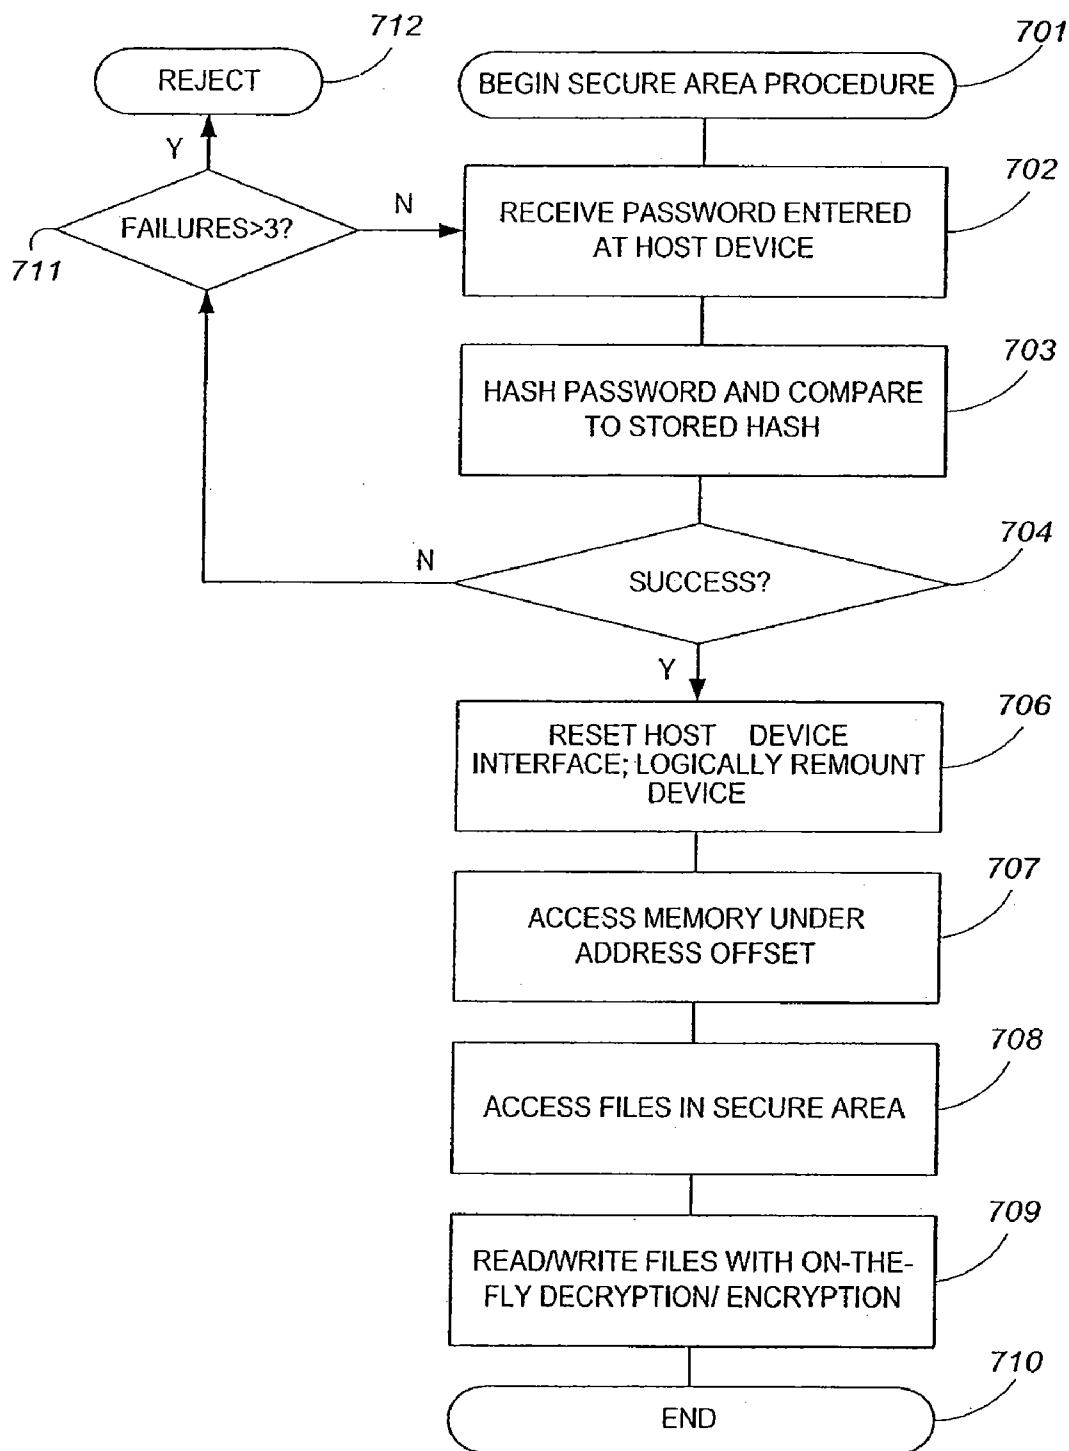 712
REJECT
701
BEGIN SECURE AREA PROCEDURE
Y
702
N
FAILURES>3?
RECEIVE PASSWORD ENTERED
AT HOST DEVICE
711
703
HASH PASSWORD AND COMPARE
TO STORED HASH
704
N
SUCCESS?
Y
706
RESET HOST DEVICE
INTERFACE; LOGICALLY REMOUNT
DEVICE
707
ACCESS MEMORY UNDER
ADDRESS OFFSET
708
ACCESS FILES IN SECURE AREA
709
READ/WRITE FILES WITH ON-THE-
FLY DECRYPTION/ ENCRYPTION
710
END